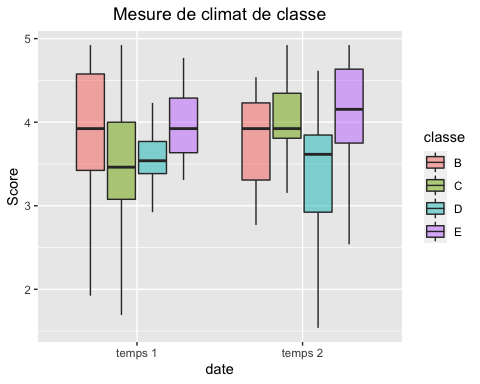 Mesure de climat de classe
Score
5
4
3
2
temps 1
temps 2
date
classe
B
C
D
E